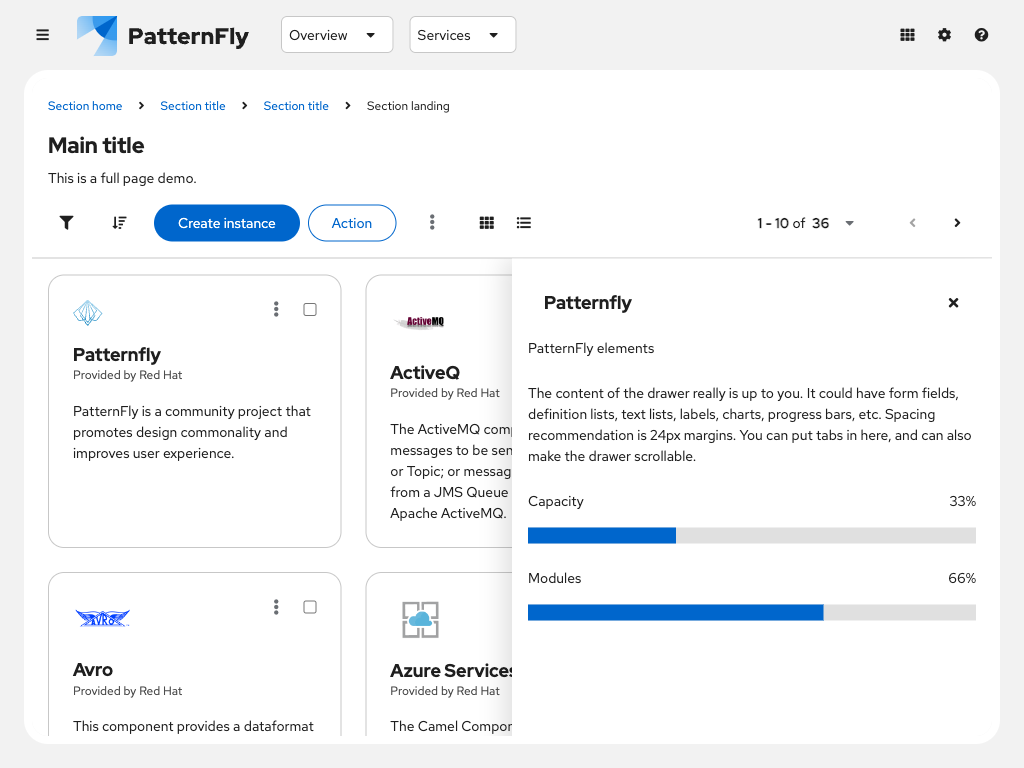 PatternFly
Overview
Services
Section home
Section title
Section title
Section landing
Main title
This is a full page demo.
Create instance
Action
1 - 10 of 36
Patternfly
Provided by Red Hat
PatternFly is a community project that
promotes design commonality and
improves user experience.
ActiveMQ
ActiveQ
Provided by Red Hat
The ActiveMQ com
messages to be sen
or Topic; or messag
from a JMS Queue
Apache ActiveMQ.
AVRO
Avro
Provided by Red Hat
This component provides a dataformat
Azure Services
Provided by Red Hat
The Camel Compor
Patternfly
PatternFly elements
The content of the drawer really is up to you. It could have form fields,
definition lists, text lists, labels, charts, progress bars, etc. Spacing
recommendation is 24px margins. You can put tabs in here, and can also
make the drawer scrollable.
Capacity
33%
Modules
66%